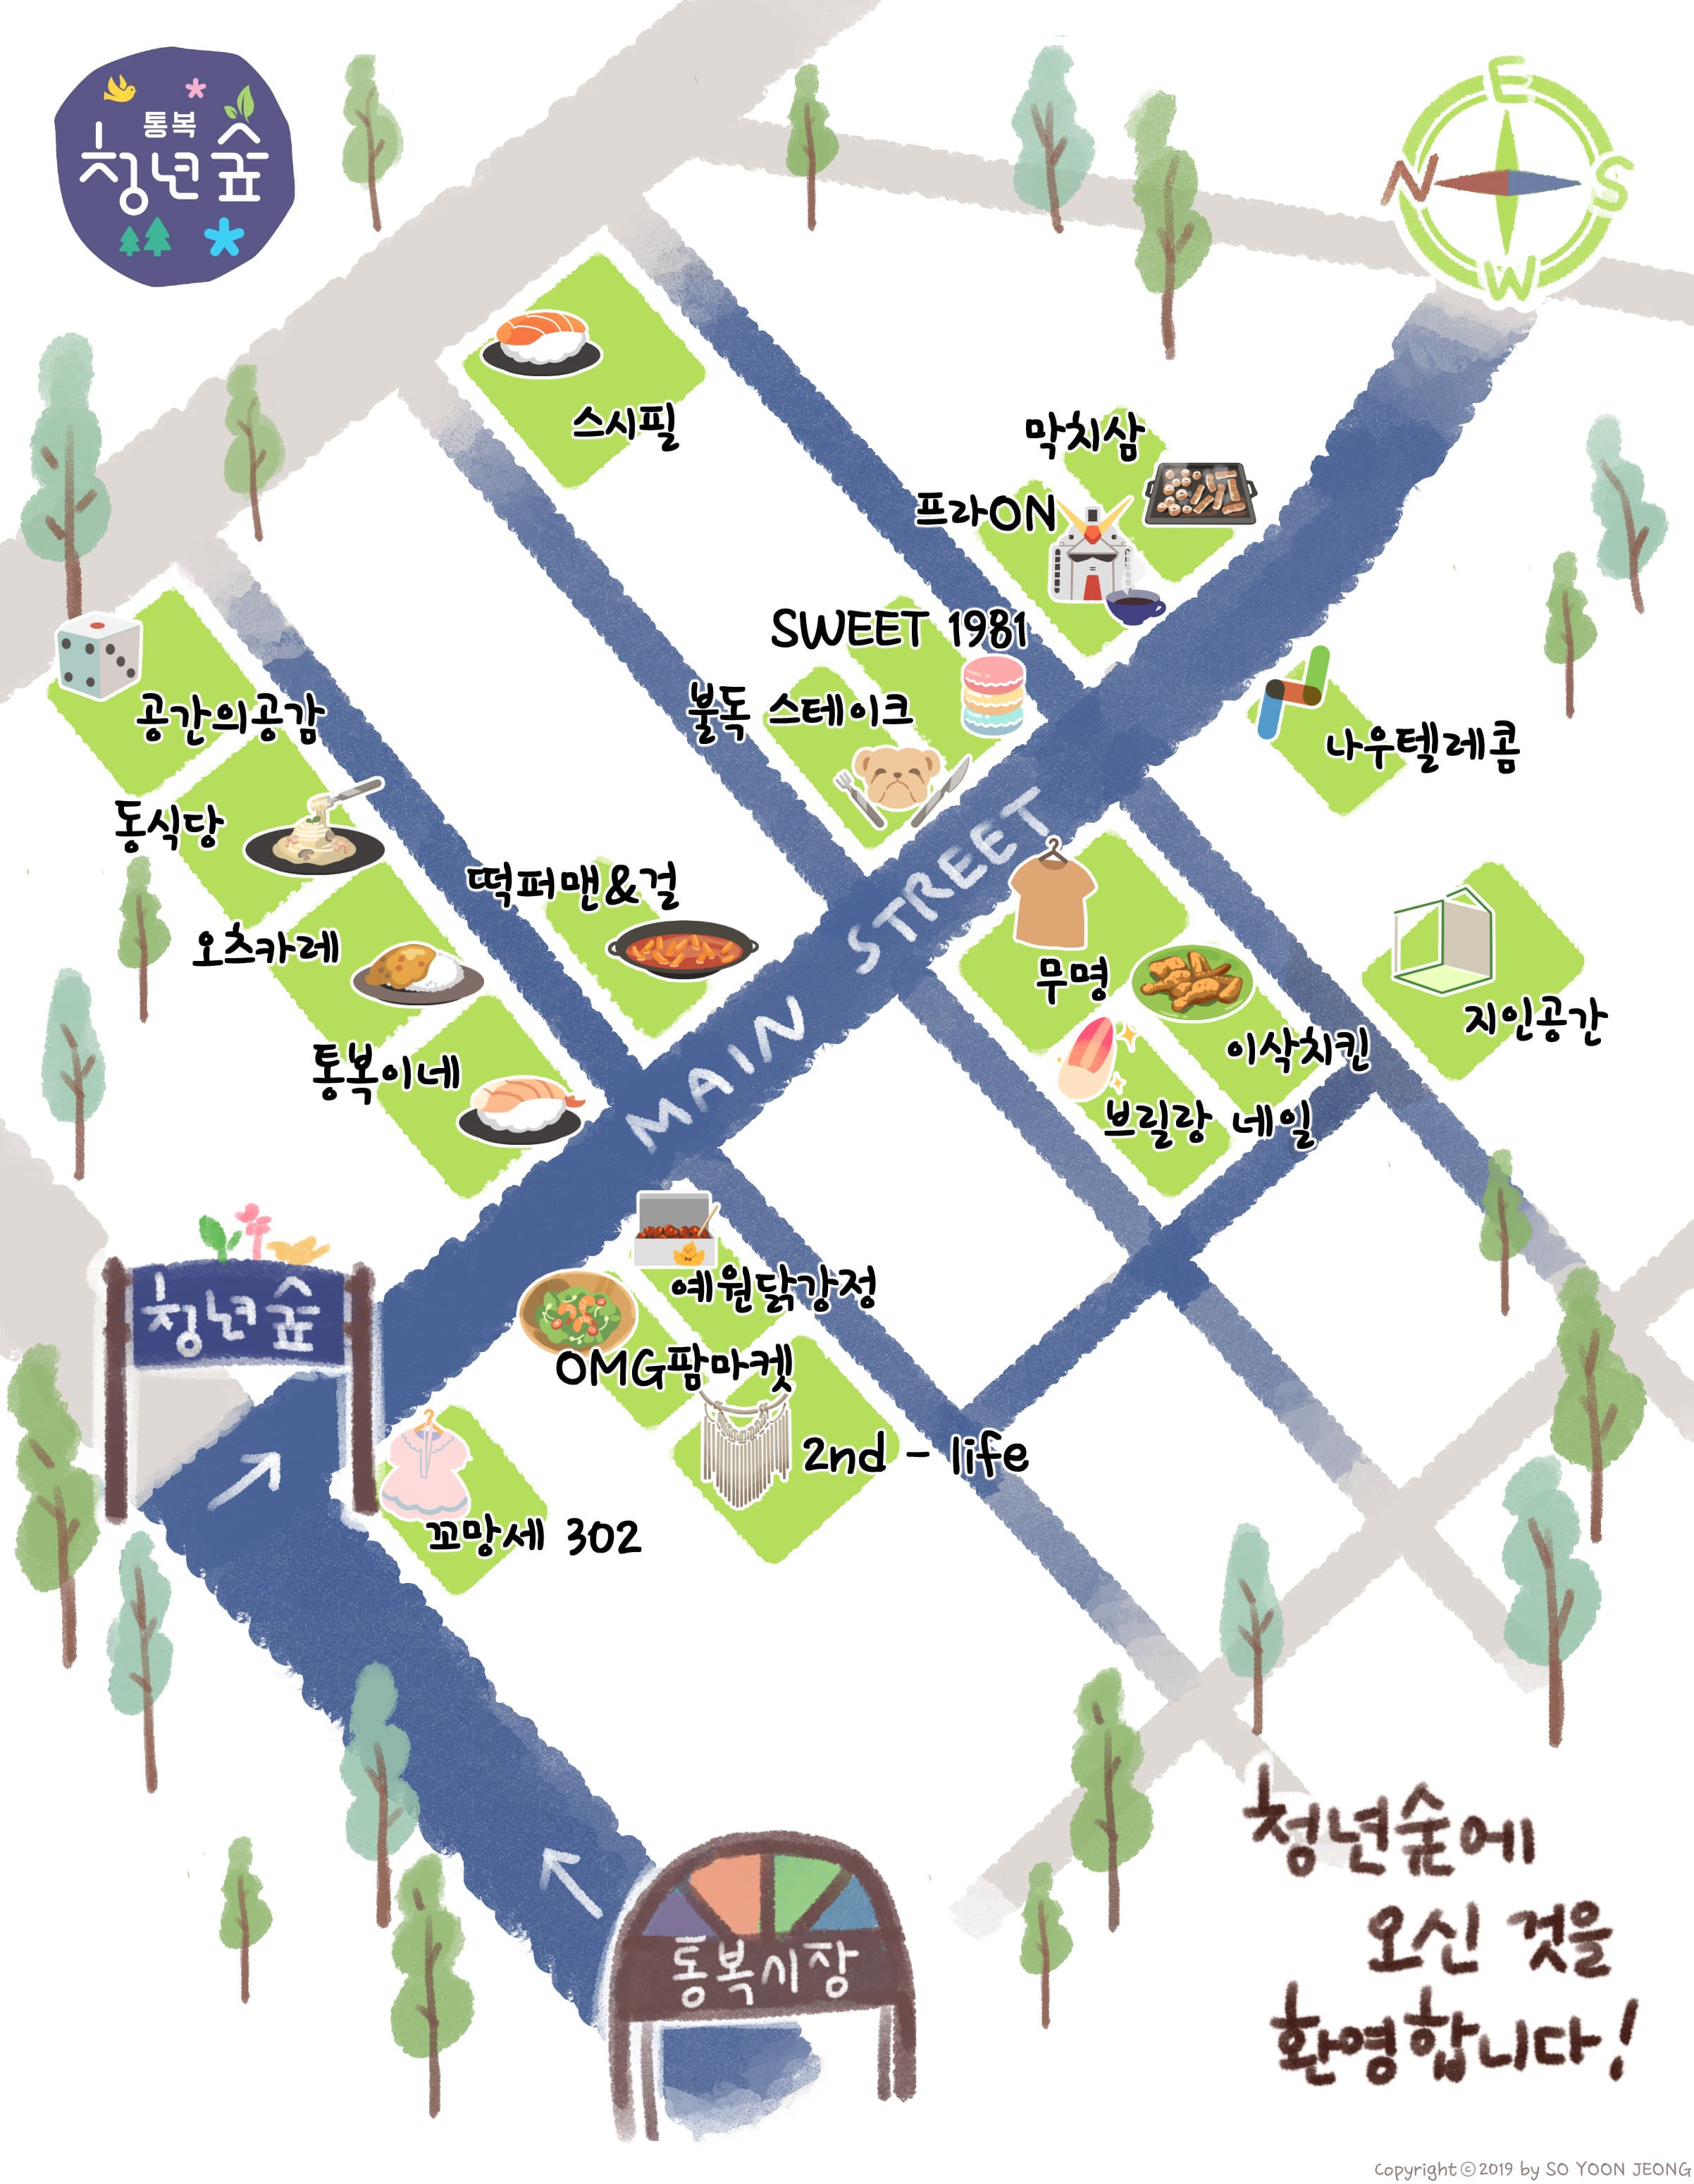 통복
청년숲
E
N
S
W
스시필
막치삼
프라ON
SWEET 1981
불독 스테이크
공간의공감
나우텔레콤
동식당
떡퍼맨&걸
오츠카레
무명
지인공간
이삭치킨
통복이네
브릴랑 네일
MAIN STREET
청년숲
예원닭강정
OMG팜마켓
2nd - life
꼬망세 302
통복시장
청년숲에
오신 것을
환영합니다!
Copyright©2019 by SO YOON JEONG